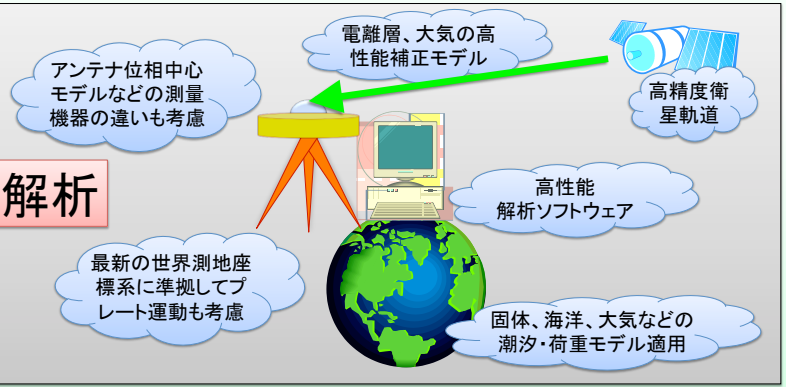 電離層、大気の高
性能補正モデル
アンテナ位相中心
モデルなどの測量
機器の違いも考慮
高精度衛
星軌道
解析
高性能
解析ソフトウェア
最新の世界測地座
標系に準拠してプ
レート運動も考慮
固体、海洋、大気などの
潮汐・荷重モデル適用